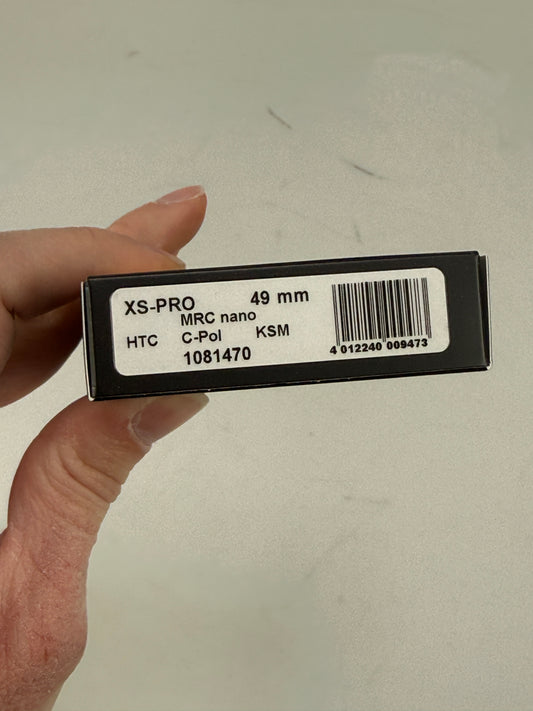 XS-PRO 49 mm
MRC nano
HTC C-Pol KSM
1081470
4 012240 009473